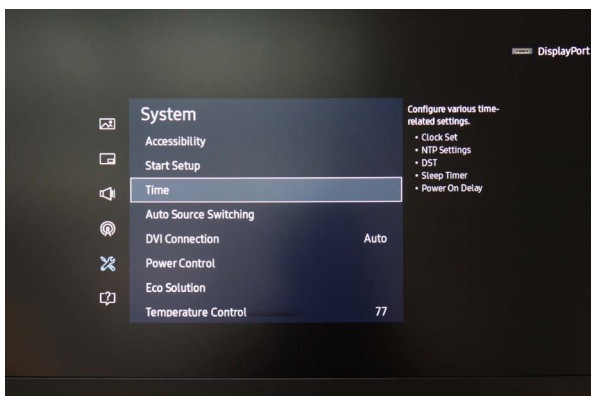 DisplayPort
System
Accessibility
Start Setup
Time
Auto Source Switching
DVI Connection Auto
Power Control
Eco Solution
Temperature Control 77
Configure various time-
related settings.
• Clock Set
• NTP Settings
• DST
• Sleep Timer
• Power On Delay